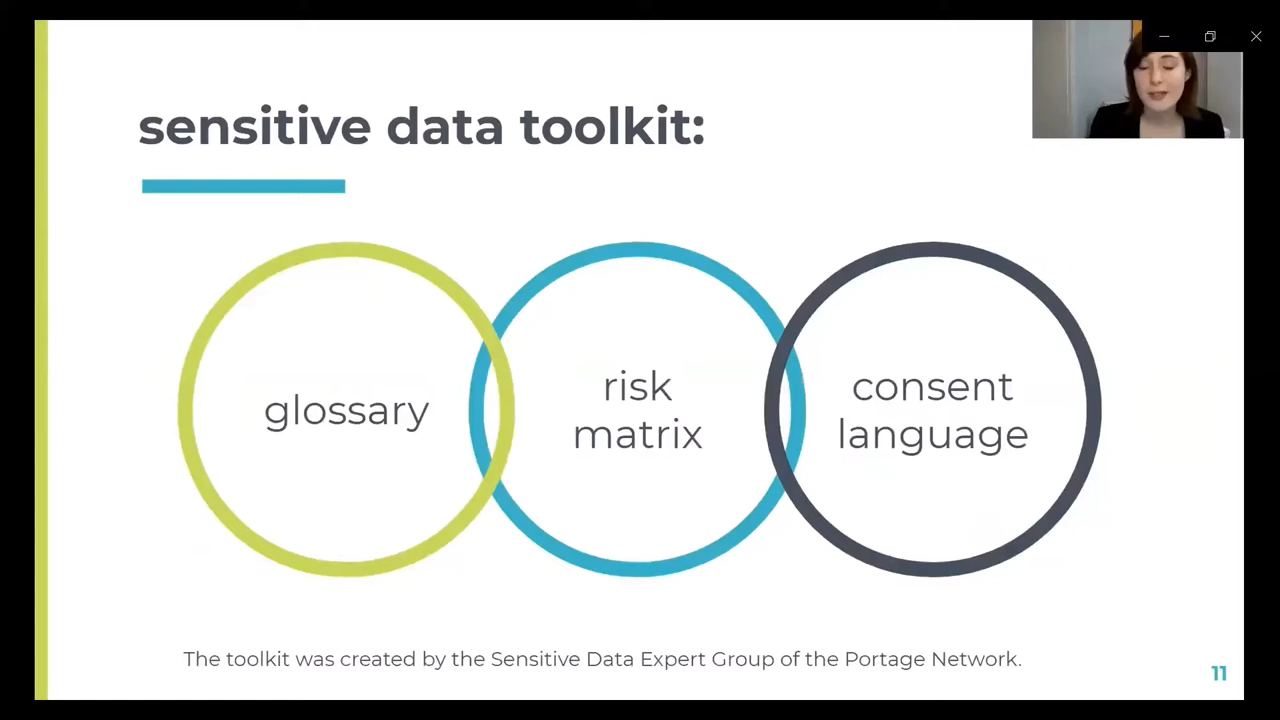 sensitive data toolkit:
glossary
risk
matrix
consent
language
The toolkit was created by the Sensitive Data Expert Group of the Portage Network.
11